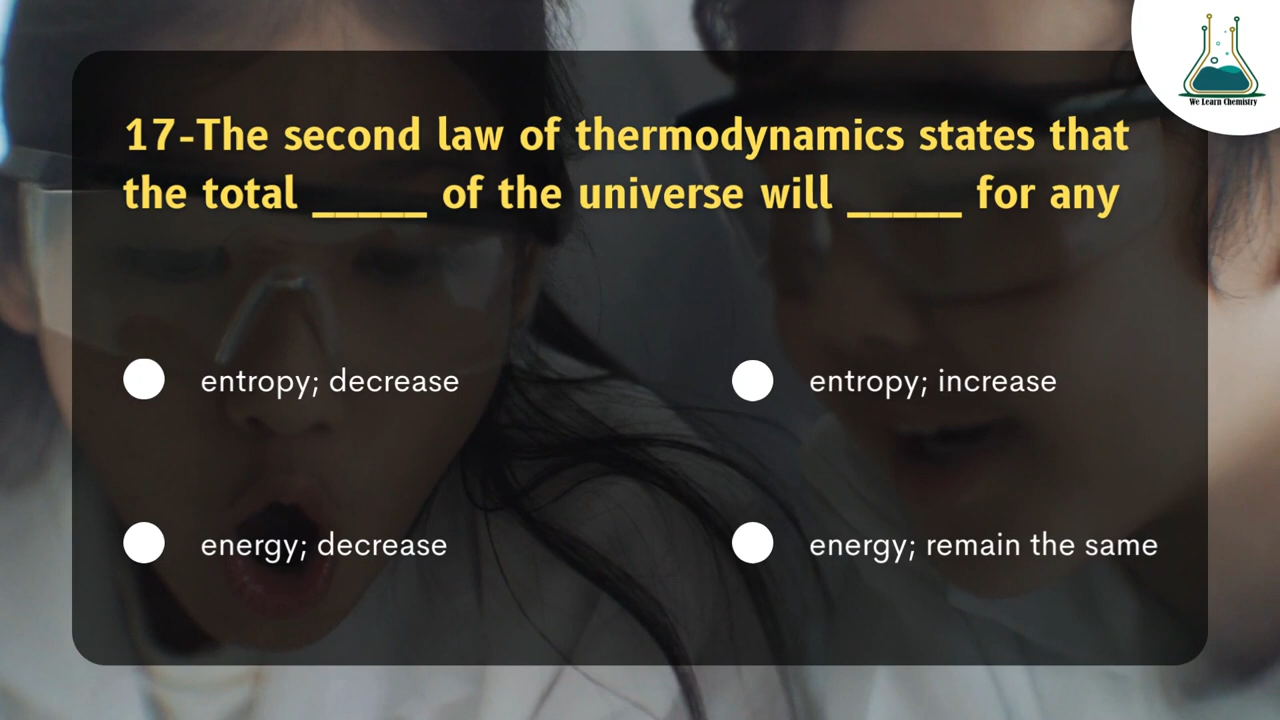 We Learn Chemistry
17-The second law of thermodynamics states that
the total _____ of the universe will _____ for any
entropy; decrease
entropy; increase
energy; decrease
energy; remain the same